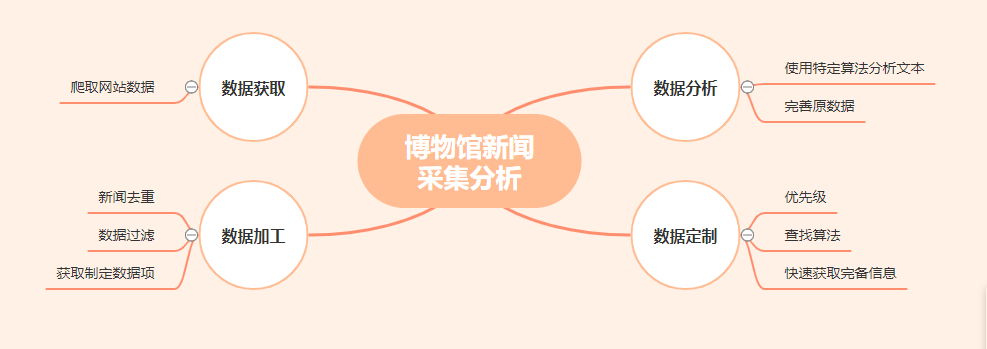 博物馆新闻
采集分析
数据获取
爬取网站数据
数据加工
新闻去重
数据过滤
获取制定数据项
数据分析
使用特定算法分析文本
完善原数据
数据定制
优先级
查找算法
快速获取完备信息